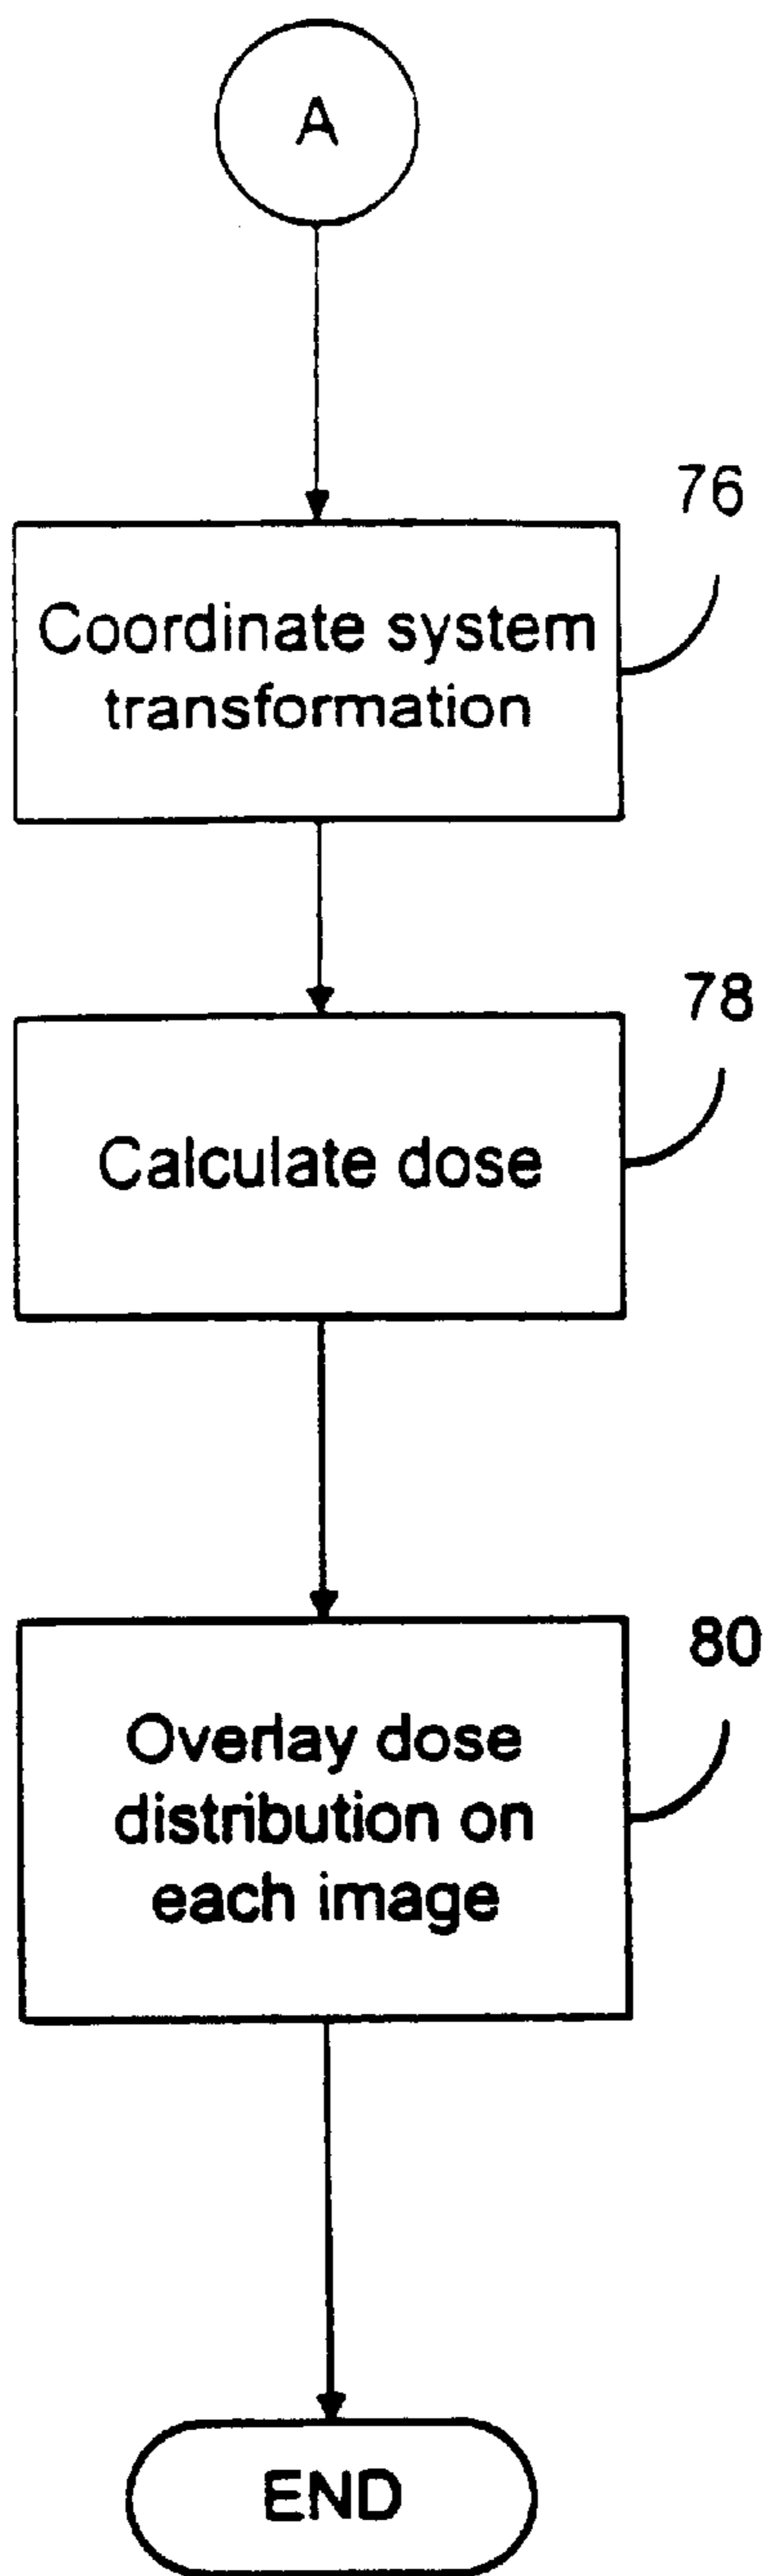 A
76
Coordinate system
transformation
78
Calculate dose
80
Overlay dose
distribution on
each image
END